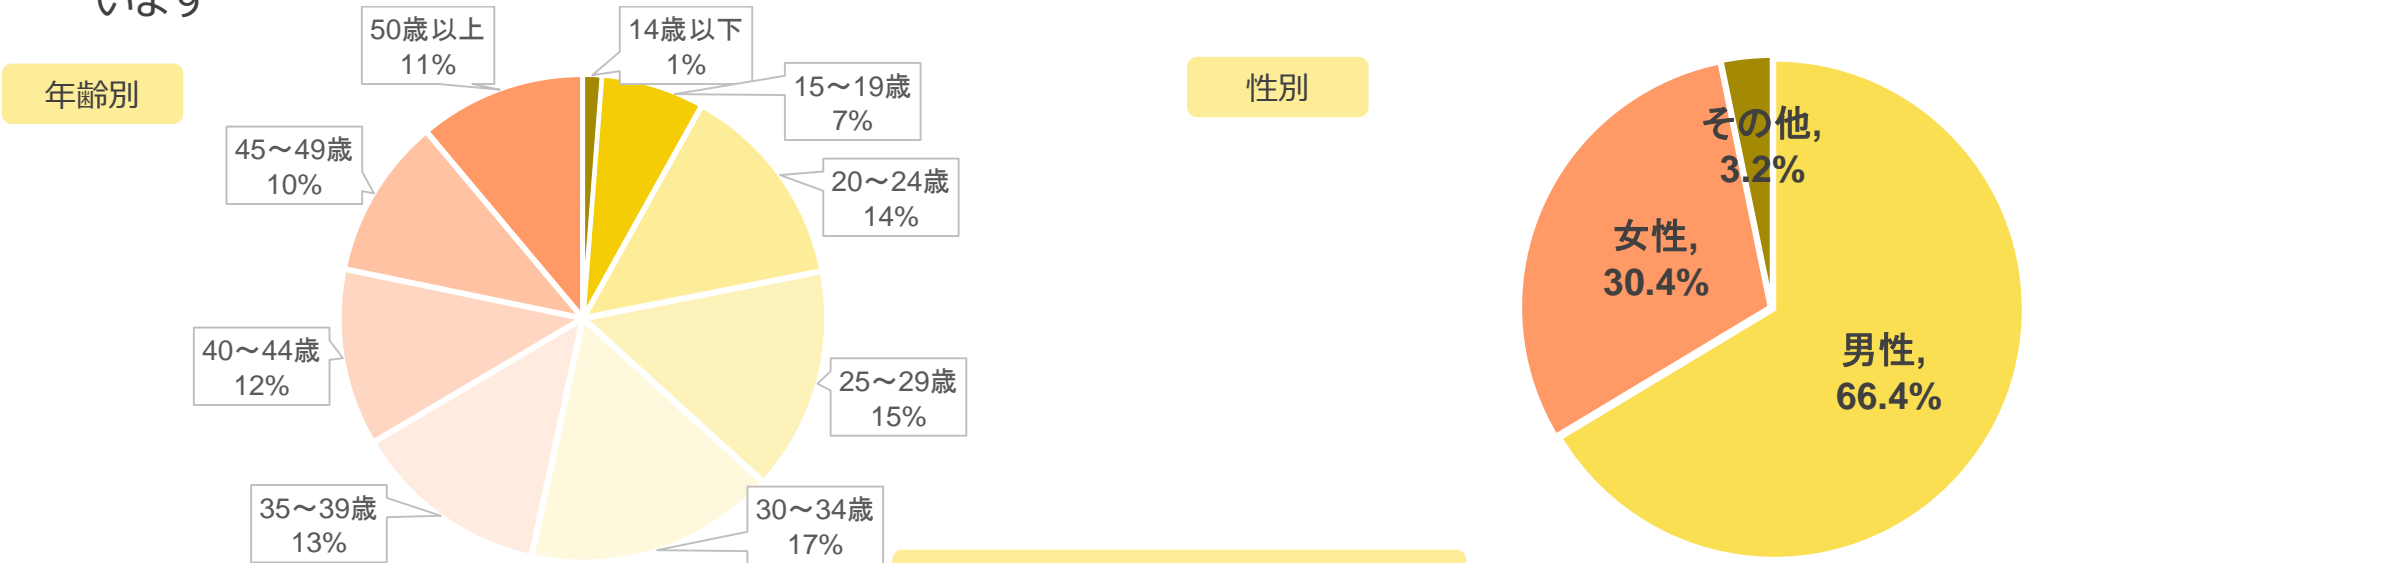 います
年齢別
50歳以上
11%
14歳以下
1%
15～19歳
7%
20～24歳
14%
25～29歳
15%
30～34歳
17%
35～39歳
13%
40～44歳
12%
45～49歳
10%
性別
その他,
3.2%
女性,
30.4%
男性,
66.4%